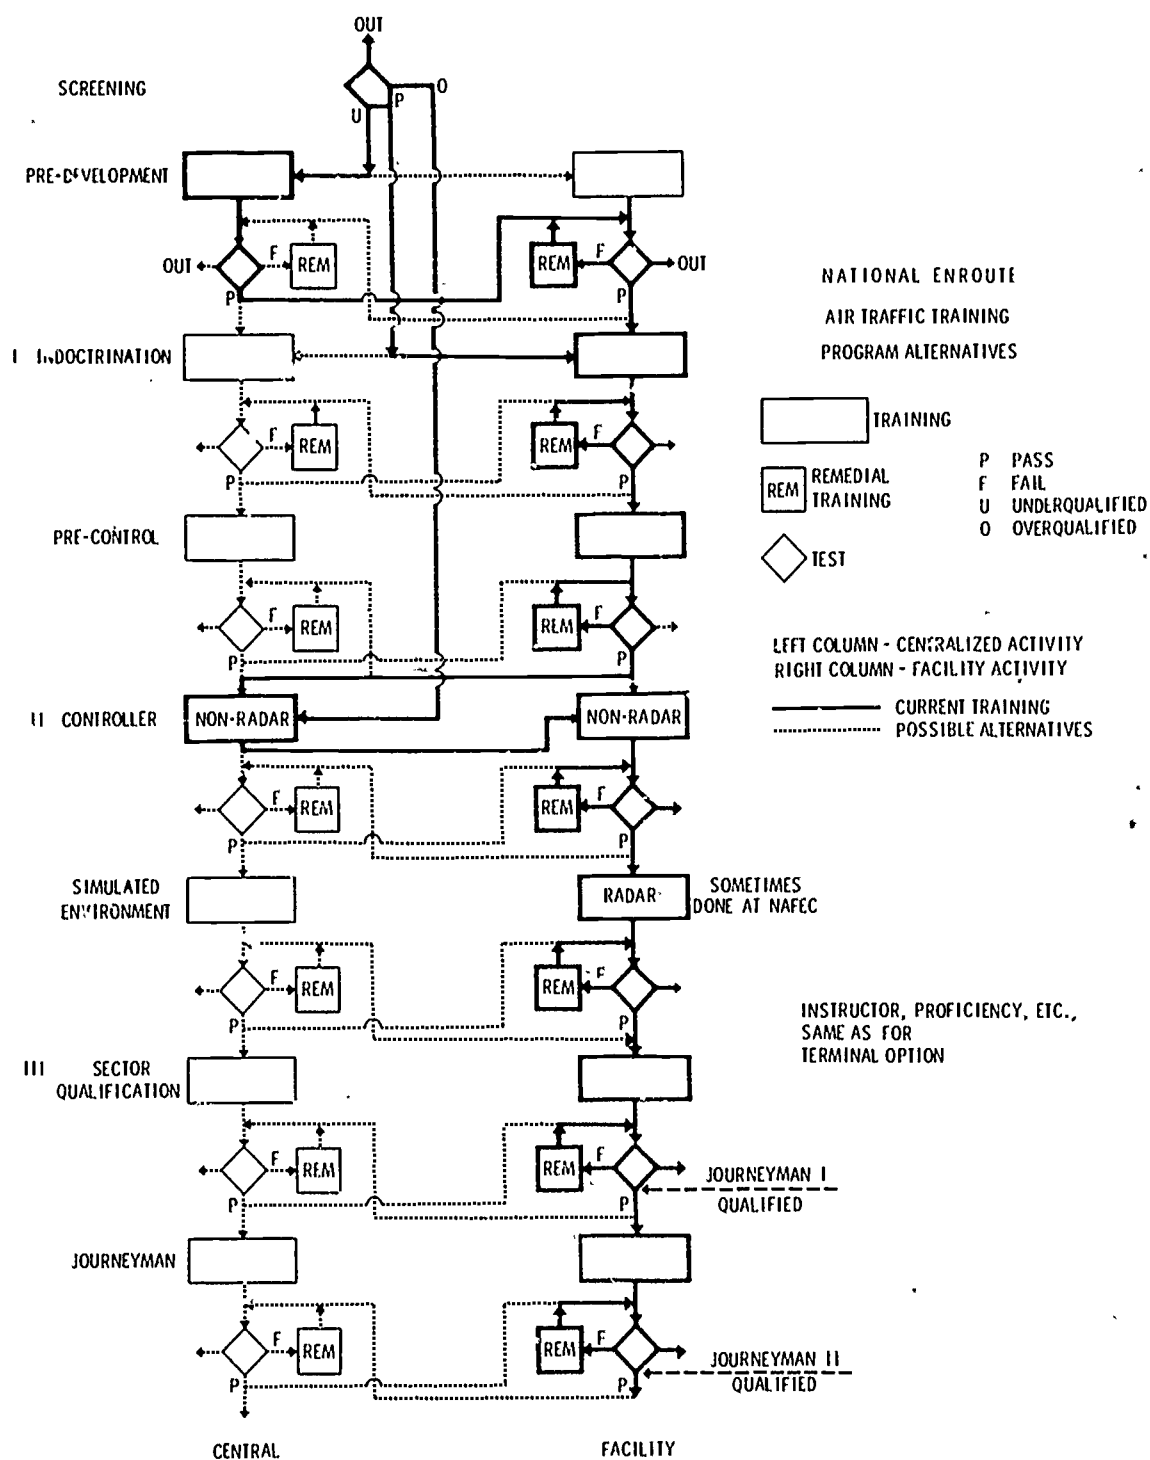 OUT
SCREENING
O
P
U
PRE-DEVELOPMENT
F
REM
OUT
P
REM
F
OUT
P
NATIONAL ENROUTE
AIR TRAFFIC TRAINING
PROGRAM ALTERNATIVES
I INDOCTRINATION
F
REM
P
REM
F
P
TRAINING
REM
REMEDIAL
TRAINING
TEST
P PASS
F FAIL
U UNDERQUALIFIED
O OVERQUALIFIED
PRE-CONTROL
F
REM
P
REM
F
P
LEFT COLUMN - CENTRALIZED ACTIVITY
RIGHT COLUMN - FACILITY ACTIVITY
CURRENT TRAINING
POSSIBLE ALTERNATIVES
II CONTROLLER
NON-RADAR
NON-RADAR
F
REM
P
REM
F
P
SIMULATED
ENVIRONMENT
RADAR
SOMETIMES
DONE AT NAFEC
F
REM
P
REM
F
P
INSTRUCTOR, PROFICIENCY, ETC.,
SAME AS FOR
TERMINAL OPTION
III SECTOR
QUALIFICATION
F
REM
P
REM
F
P
JOURNEYMAN I
QUALIFIED
JOURNEYMAN
F
REM
P
REM
F
P
JOURNEYMAN II
QUALIFIED
CENTRAL
FACILITY